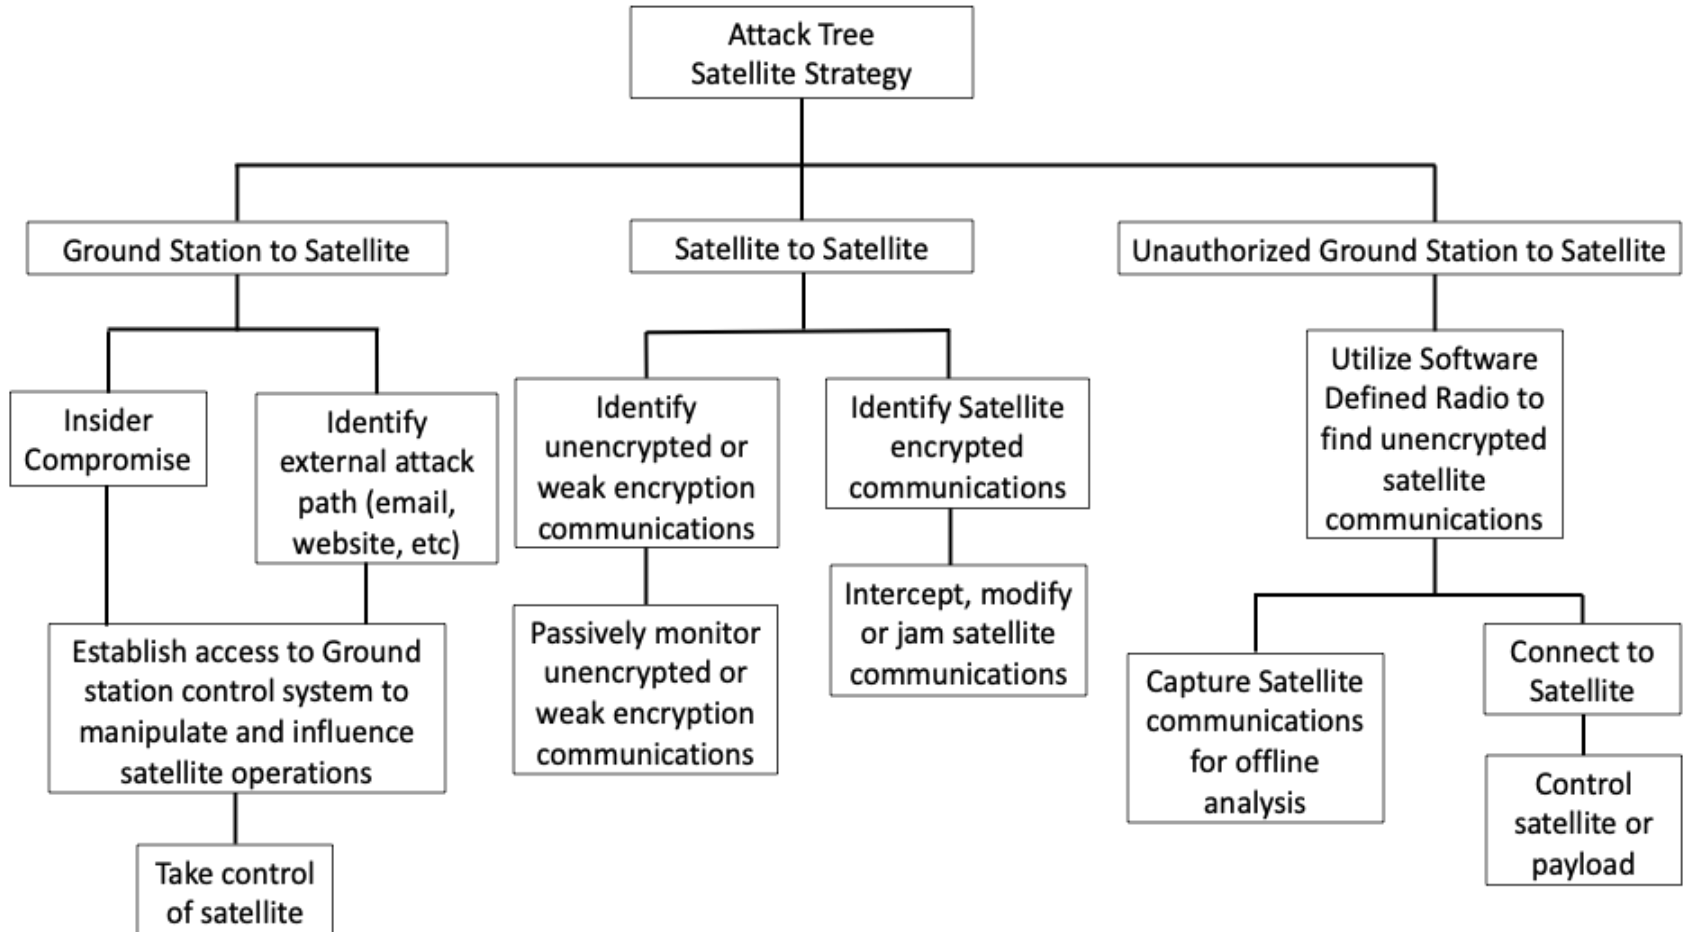 Attack Tree
Satellite Strategy
Ground Station to Satellite
Satellite to Satellite
Unauthorized Ground Station to Satellite
Insider
Compromise
Identify
external attack
path (email,
website, etc)
Establish access to Ground
station control system to
manipulate and influence
satellite operations
Take control
of satellite
Identify
unencrypted or
weak encryption
communications
Passively monitor
unencrypted or
weak encryption
communications
Identify Satellite
encrypted
communications
Intercept, modify
or jam satellite
communications
Utilize Software
Defined Radio to
find unencrypted
satellite
communications
Capture Satellite
communications
for offline
analysis
Connect to
Satellite
Control
satellite or
payload